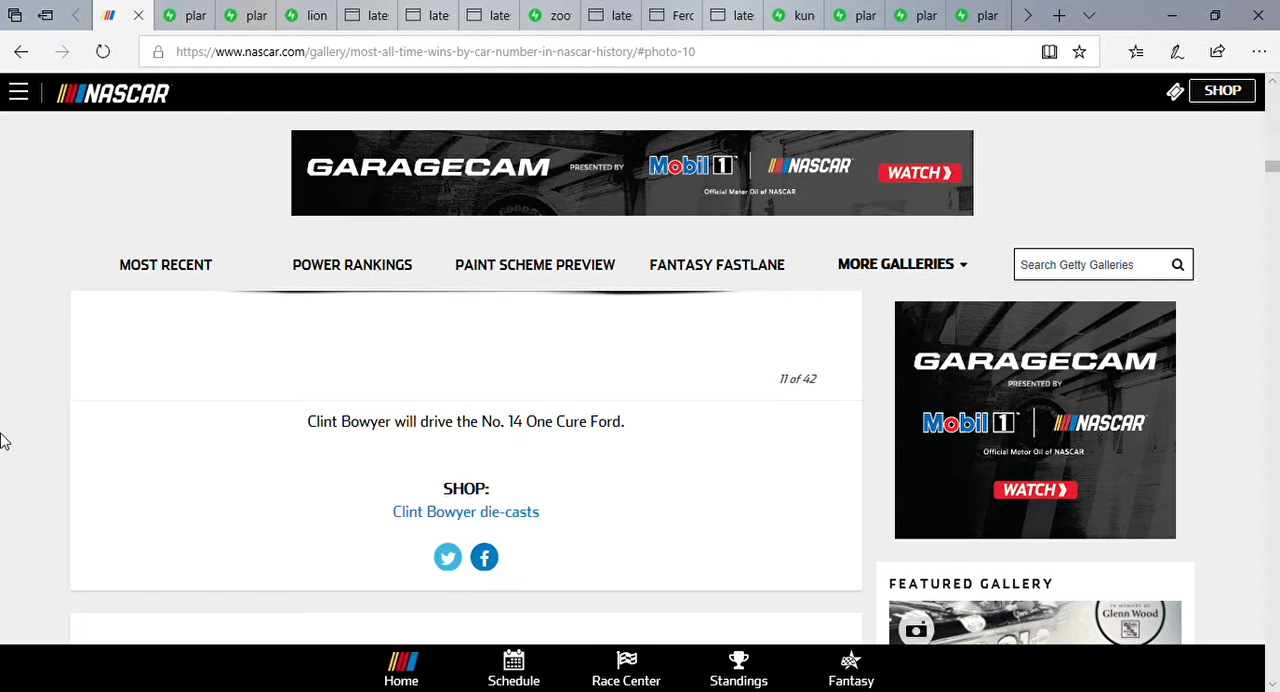 plar
plar
lion
late
late
late
zoo
late
Ferc
late
kun
plar
plar
plar
https://www.nascar.com/gallery/most-all-time-wins-by-car-number-in-nascar-history/#photo-10
NASCAR
SHOP
GARAGECAM PRESENTED BY Mobil 1 NASCAR WATCH
Official Motor Oil of NASCAR
MOST RECENT
POWER RANKINGS
PAINT SCHEME PREVIEW
FANTASY FASTLANE
MORE GALLERIES
Search Getty Galleries
11 of 42
Clint Bowyer will drive the No. 14 One Cure Ford.
SHOP:
Clint Bowyer die-casts
GARAGECAM
PRESENTED BY
Mobil 1 NASCAR
Official Motor Oil of NASCAR
WATCH
FEATURED GALLERY
Glenn Wood
Home
Schedule
Race Center
Standings
Fantasy